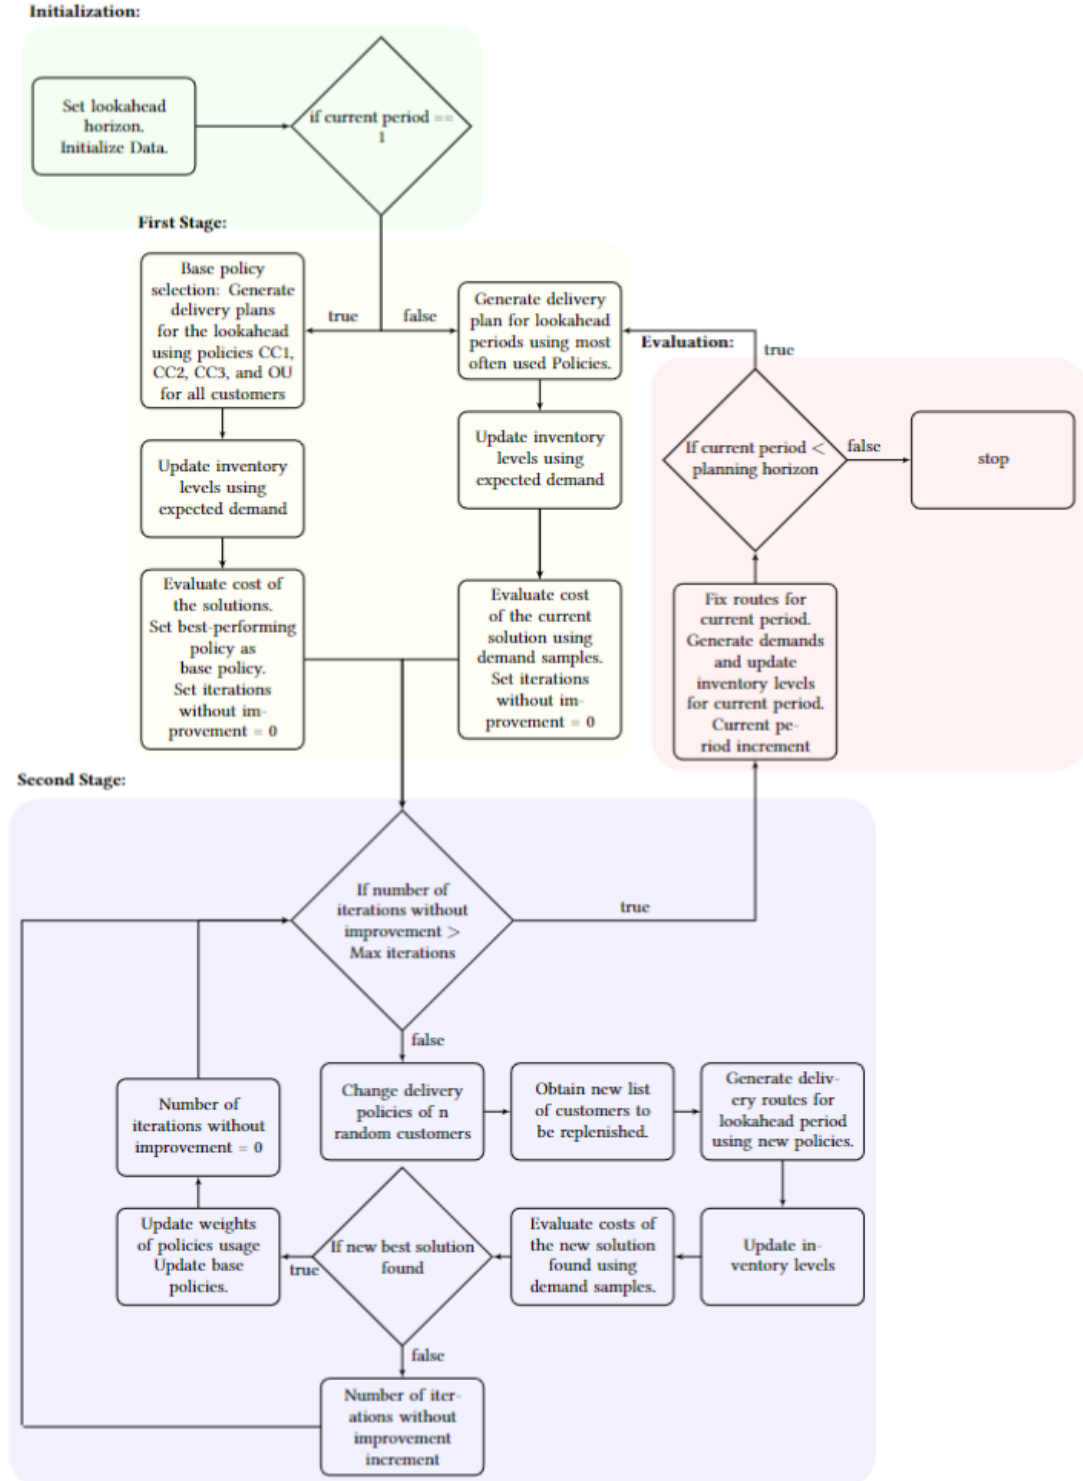 Initialization:
Set lookahead
horizon.
Initialize Data.
if current period ==
1
First Stage:
Base policy
selection: Generate
delivery plans
for the lookahead
using policies CC1,
CC2, CC3, and OU
for all customers
true
false
Generate delivery
plan for lookahead
periods using most
often used Policies.
Update inventory
levels using
expected demand
Update inventory
levels using
expected demand
Evaluate cost of
the solutions.
Set best-performing
policy as
base policy.
Set iterations
without im-
provement = 0
Evaluate cost
of the current
solution using
demand samples.
Set iterations
without im-
provement = 0
Evaluation:
true
If current period <
planning horizon
false
stop
Fix routes for
current period.
Generate demands
and update
inventory levels
for current period.
Current pe-
riod increment
Second Stage:
If number of
iterations without
improvement >
Max iterations
true
false
Change delivery
policies of n
random customers
Obtain new list
of customers to
be replenished.
Generate deliv-
ery routes for
lookahead period
using new policies.
Update in-
ventory levels
Evaluate costs of
the new solution
found using
demand samples.
If new best solution
found
true
Update weights
of policies usage
Update base
policies.
Number of
iterations without
improvement = 0
false
Number of iter-
ations without
improvement
increment